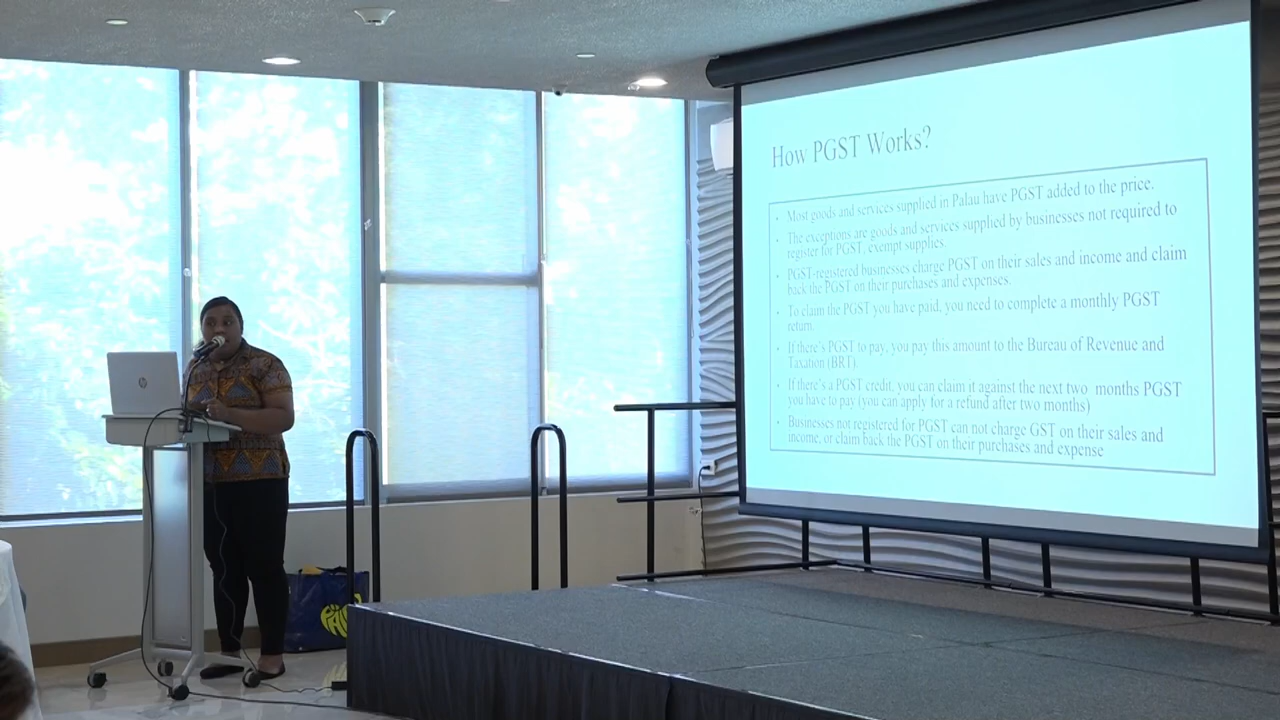 How PGST Works?
• Most goods and services supplied in Palau have PGST added to the price.
• The exceptions are goods and services supplied by businesses not required to
register for PGST, exempt supplies.
• PGST-registered businesses charge PGST on their sales and income and claim
back the PGST on their purchases and expenses.
• To claim the PGST you have paid, you need to complete a monthly PGST
return.
• If there's PGST to pay, you pay this amount to the Bureau of Revenue and
Taxation (BRT).
• If there's a PGST credit, you can claim it against the next two months PGST
you have to pay (you can apply for a refund after two months)
• Businesses not registered for PGST can not charge GST on their sales and
income, or claim back the PGST on their purchases and expense
hp